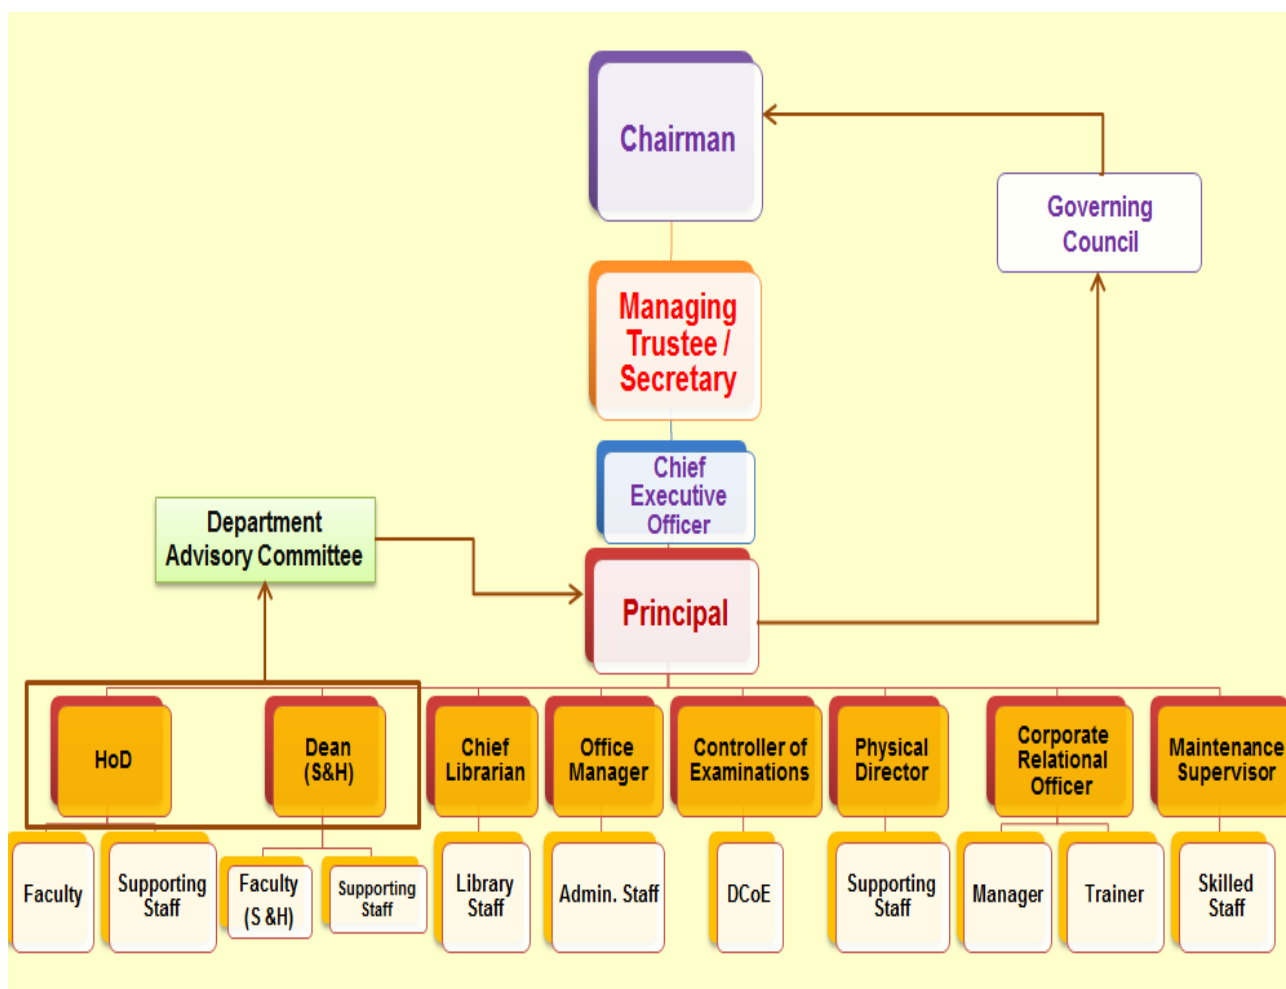 Chairman
Governing
Council
Managing
Trustee /
Secretary
Chief
Executive
Officer
Department
Advisory Committee
Principal
HoD
Dean
(S&H)
Chief
Librarian
Office
Manager
Controller of
Examinations
Physical
Director
Corporate
Relational
Officer
Maintenance
Supervisor
Faculty
Supporting
Staff
Faculty
(S &H)
Supporting
Staff
Library
Staff
Admin. Staff
DCoE
Supporting
Staff
Manager
Trainer
Skilled
Staff